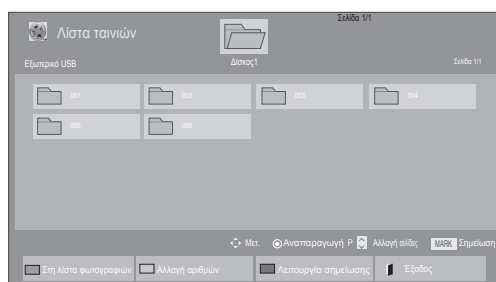 Σελίδα 1/1
Λίστα ταινιών
Εξωτερικό USB
Δίσκος1
Σελίδα 1/1
001 002 003 004
005 006
Μετ. Αναπαραγωγή P Αλλαγή σελίδας MARK Σημείωση
Στη λίστα φωτογραφιών Αλλαγή αριθμών Λειτουργία σημείωσης Έξοδος